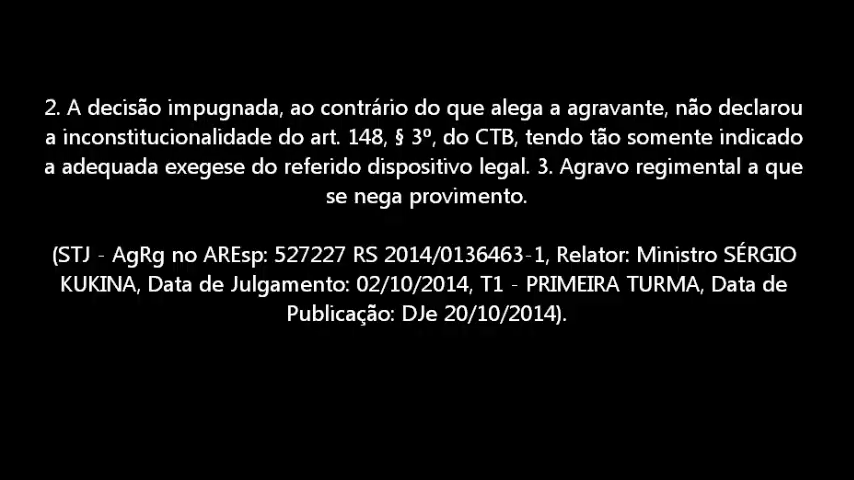 2. A decisão impugnada, ao contrário do que alega a agravante, não declarou
a inconstitucionalidade do art. 148, § 3º, do CTB, tendo tão somente indicado
a adequada exegese do referido dispositivo legal. 3. Agravo regimental a que
se nega provimento.
(STJ - AgRg no AREsp: 527227 RS 2014/0136463-1, Relator: Ministro SÉRGIO
KUKINA, Data de Julgamento: 02/10/2014, T1 - PRIMEIRA TURMA, Data de
Publicação: DJe 20/10/2014).